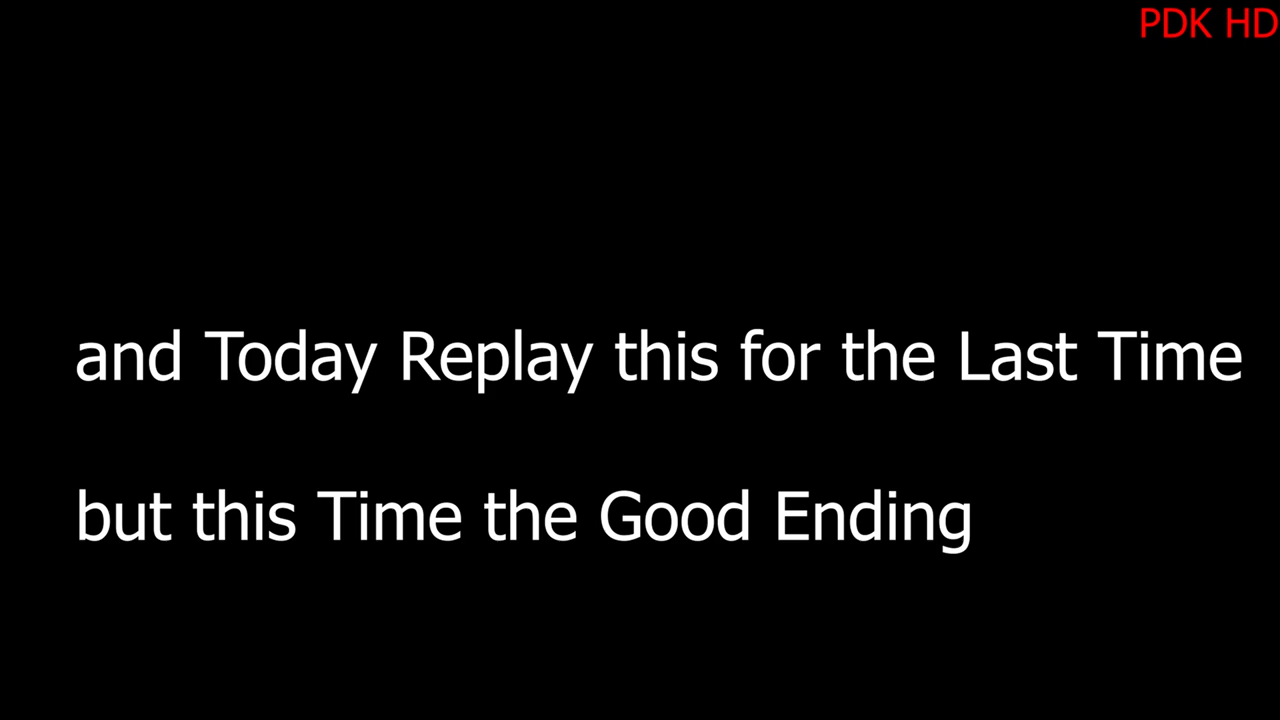 PDK HD
and Today Replay this for the Last Time
but this Time the Good Ending